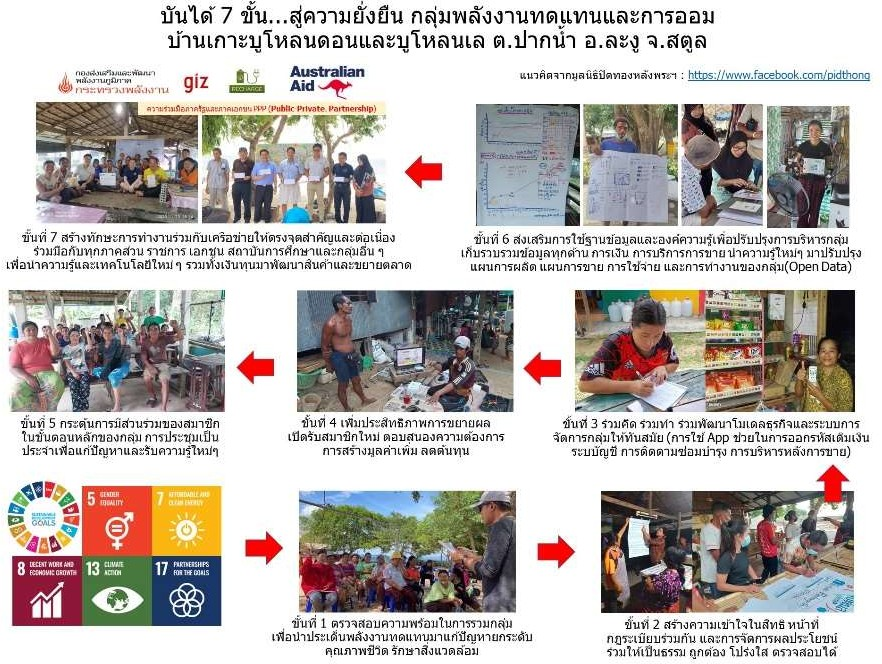 บันได้ 7 ขั้น...สู่ความยั่งยืน กลุ่มพลังงานทดแทนและการออม
บ้านเกาะบูโหลนดอนและบูโหลนเล ต.ปากน้ำ อ.ละงู จ.สตูล
แนวคิดจากมูลนิธิปิดทองหลังพระฯ : https://www.facebook.com/pidthong
กองส่งเสริมและพัฒนา
พลังงานภูมิภาค
กระทรวงพลังงาน
giz
RECHARGE
Australian
Aid
ความร่วมมือภาครัฐและภาคเอกชน PPP (Public Private. Partnership)
ขั้นที่ 7 สร้างทักษะการทำงานร่วมกับเครือข่ายให้ตรงจุดสำคัญและต่อเนื่อง
ร่วมมือกับทุกภาคส่วน ราชการ เอกชน สถาบันการศึกษาและกลุ่มอื่น ๆ
เพื่อนำความรู้และเทคโนโลยีใหม่ ๆ รวมทั้งเงินทุนมาพัฒนาสินค้าและขยายตลาด
ขั้นที่ 6 ส่งเสริมการใช้ฐานข้อมูลและองค์ความรู้เพื่อปรับปรุงการบริหารกลุ่ม
เก็บรวบรวมข้อมูลทุกด้าน การเงิน การบริการการขาย นำความรู้ใหม่ๆ มาปรับปรุง
แผนการผลิต แผนการขาย การใช้จ่าย และการทำงานของกลุ่ม(Open Data)
ขั้นที่ 5 กระตุ้นการมีส่วนร่วมของสมาชิก
ในขั้นตอนหลักของกลุ่ม การประชุมเป็น
ประจำเพื่อแก้ปัญหาและรับความรู้ใหม่ๆ
ขั้นที่ 4 เพิ่มประสิทธิภาพการขยายผล
เปิดรับสมาชิกใหม่ ตอบสนองความต้องการ
การสร้างมูลค่าเพิ่ม ลดต้นทุน
ขั้นที่ 3 ร่วมคิด ร่วมทำ ร่วมพัฒนาโมเดลธุรกิจและระบบการ
จัดการกลุ่มให้ทันสมัย (การใช้ App ช่วยในการออกรหัสเติมเงิน
ระบบัญชี การติดตามซ่อมบำรุง การบริหารหลังการขาย)
SUSTAINABLE
DEVELOPMENT
GOALS
5 GENDER
EQUALITY
7 AFFORDABLE AND
CLEAN ENERGY
8 DECENT WORK AND
ECONOMIC GROWTH
13 CLIMATE
ACTION
17 PARTNERSHIPS
FOR THE GOALS
ขั้นที่ 1 ตรวจสอบความพร้อมในการรวมกลุ่ม
เพื่อนำประเด็นพลังงานทดแทนมาแก้ปัญหายกระดับ
คุณภาพชีวิต รักษาสิ่งแวดล้อม
ขั้นที่ 2 สร้างความเข้าใจในสิทธิ หน้าที่
กฎระเบียบร่วมกัน และการจัดการผลประโยชน์
ร่วมให้เป็นธรรม ถูกต้อง โปร่งใส ตรวจสอบได้